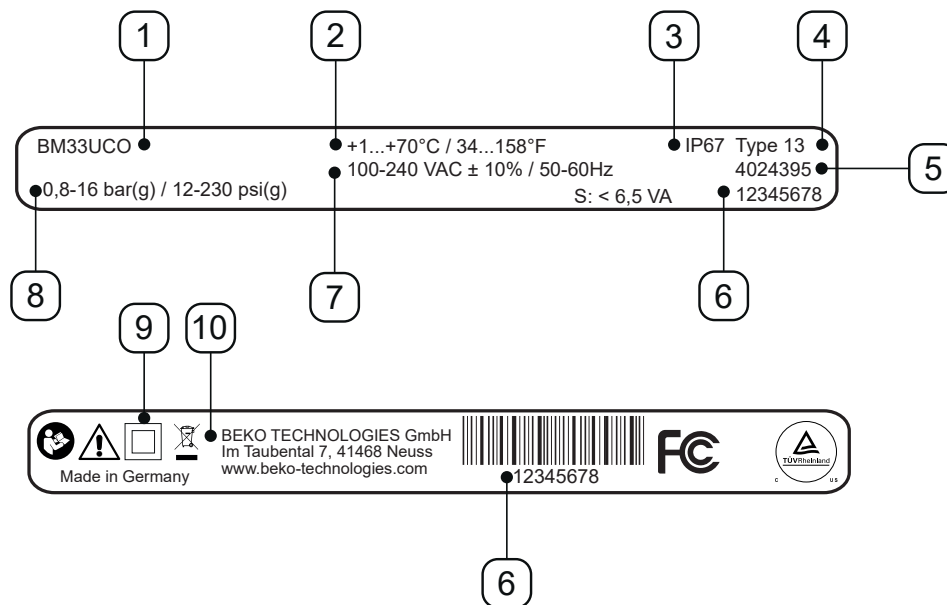 1 2 3 4
BM33UCO +1...+70°C / 34...158°F IP67 Type 13
100-240 VAC ± 10% / 50-60Hz 4024395 5
0,8-16 bar(g) / 12-230 psi(g) S: < 6,5 VA 12345678
8 7 6
9 10
BEKO TECHNOLOGIES GmbH
Im Taubental 7, 41468 Neuss
www.beko-technologies.com
Made in Germany
12345678
FC
TÜVRheinland
C US
6